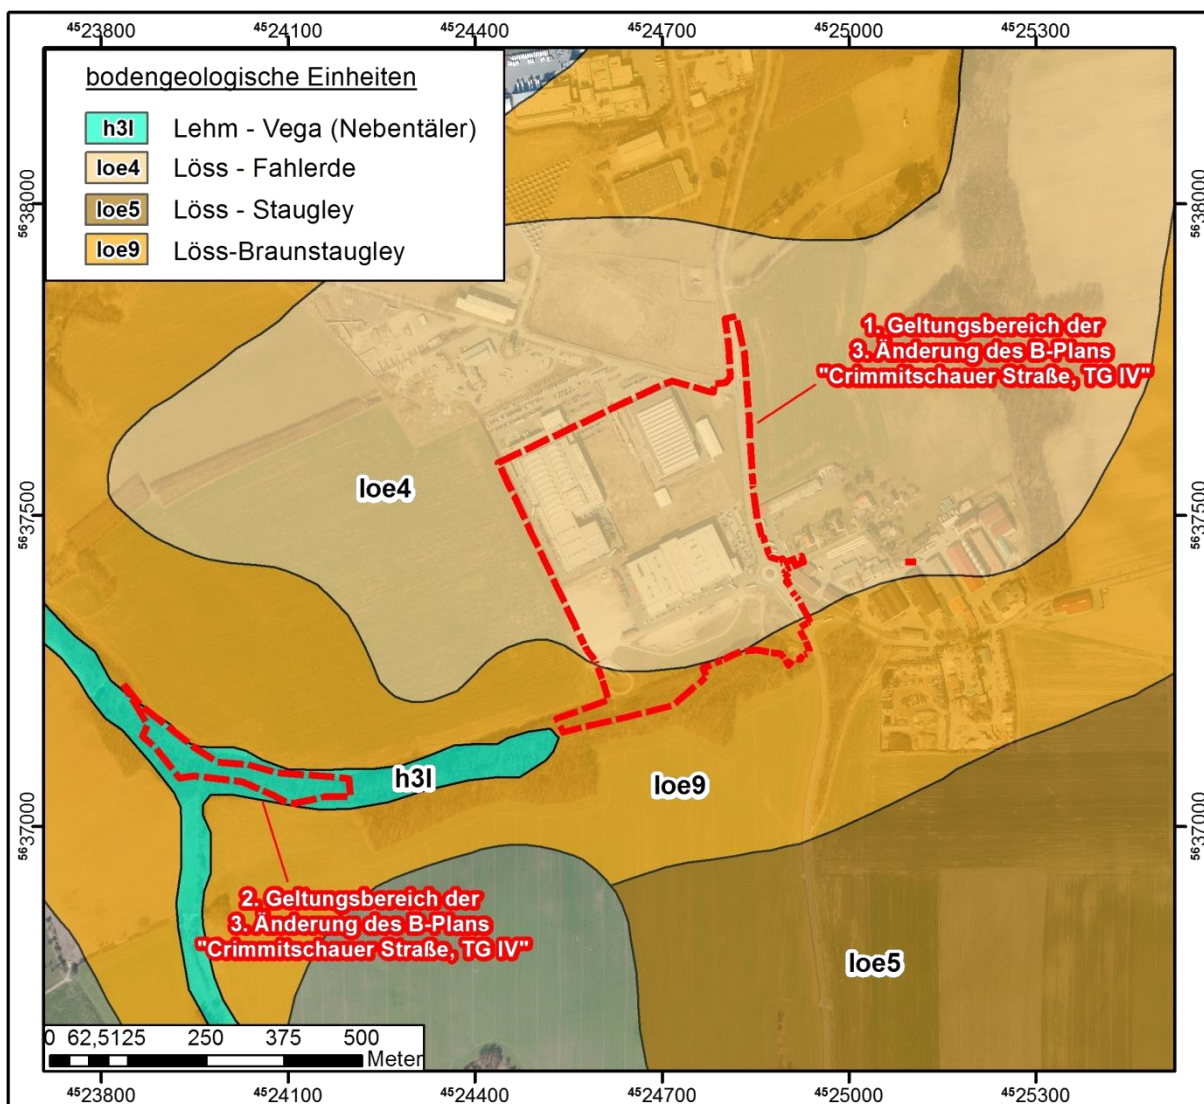 4523800 4524100 4524400 4524700 4525000 4525300
bodengeologische Einheiten
h3l Lehm - Vega (Nebentäler)
loe4 Löss - Fahlerde
loe5 Löss - Staugley
loe9 Löss-Braunstaugley
5638000 5638000
1. Geltungsbereich der
3. Änderung des B-Plans
"Crimmitschauer Straße, TG IV"
loe4
5637500 5637500
h3l
loe9
5637000 5637000
2. Geltungsbereich der
3. Änderung des B-Plans
"Crimmitschauer Straße, TG IV"
loe5
0 62,5125 250 375 500
Meter
4523800 4524100 4524400 4524700 4525000 4525300